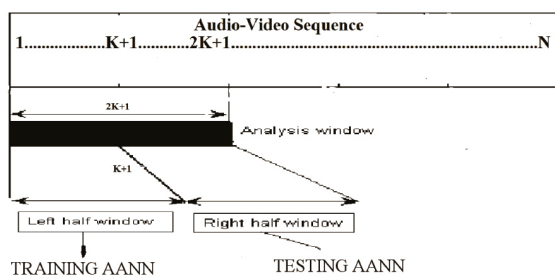 Audio-Video Sequence
1..............K+1..........2K+1.............................................................N
2K+1
Analysis window
K+1
Left half window
Right half window
TRAINING AANN
TESTING AANN